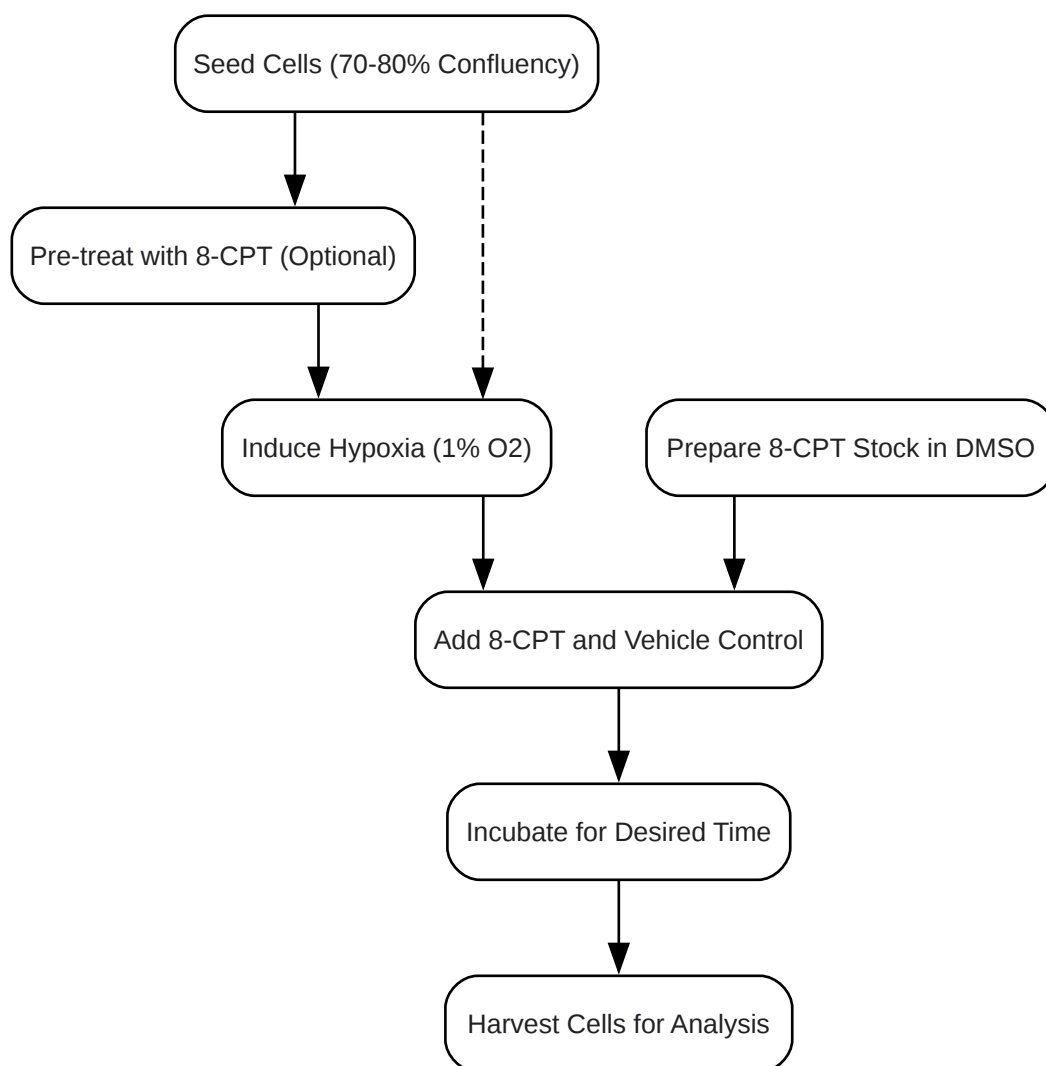 Seed Cells (70-80% Confluency)
Pre-treat with 8-CPT (Optional)
Induce Hypoxia (1% O2)
Prepare 8-CPT Stock in DMSO
Add 8-CPT and Vehicle Control
Incubate for Desired Time
Harvest Cells for Analysis